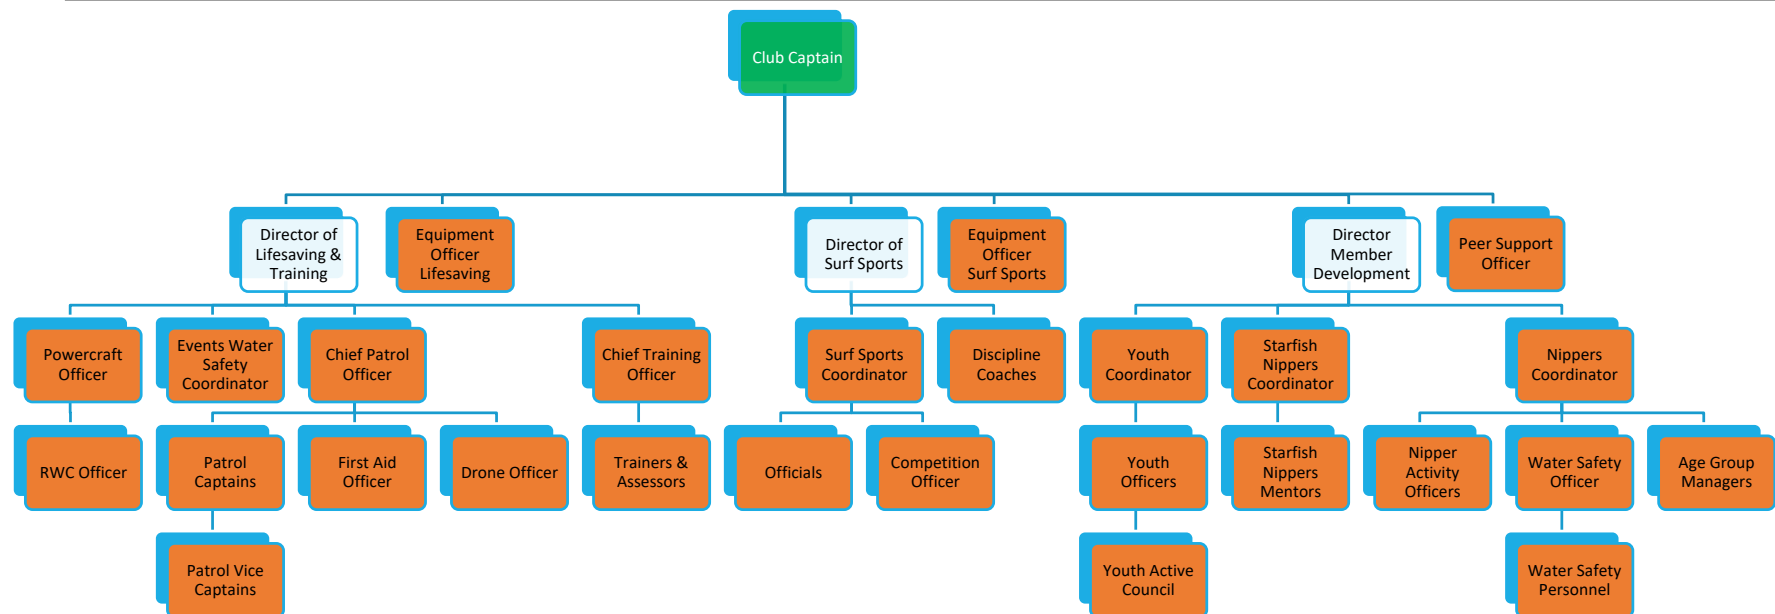 Club Captain
Director of
Lifesaving &
Training
Equipment
Officer
Lifesaving
Director of
Surf Sports
Equipment
Officer
Surf Sports
Director
Member
Development
Peer Support
Officer
Powercraft
Officer
Events Water
Safety
Coordinator
Chief Patrol
Officer
Chief Training
Officer
Surf Sports
Coordinator
Discipline
Coaches
Youth
Coordinator
Starfish
Nippers
Coordinator
Nippers
Coordinator
RWC Officer
Patrol
Captains
First Aid
Officer
Drone Officer
Trainers &
Assessors
Officials
Competition
Officer
Youth
Officers
Starfish
Nippers
Mentors
Nipper
Activity
Officers
Water Safety
Officer
Age Group
Managers
Patrol Vice
Captains
Youth Active
Council
Water Safety
Personnel